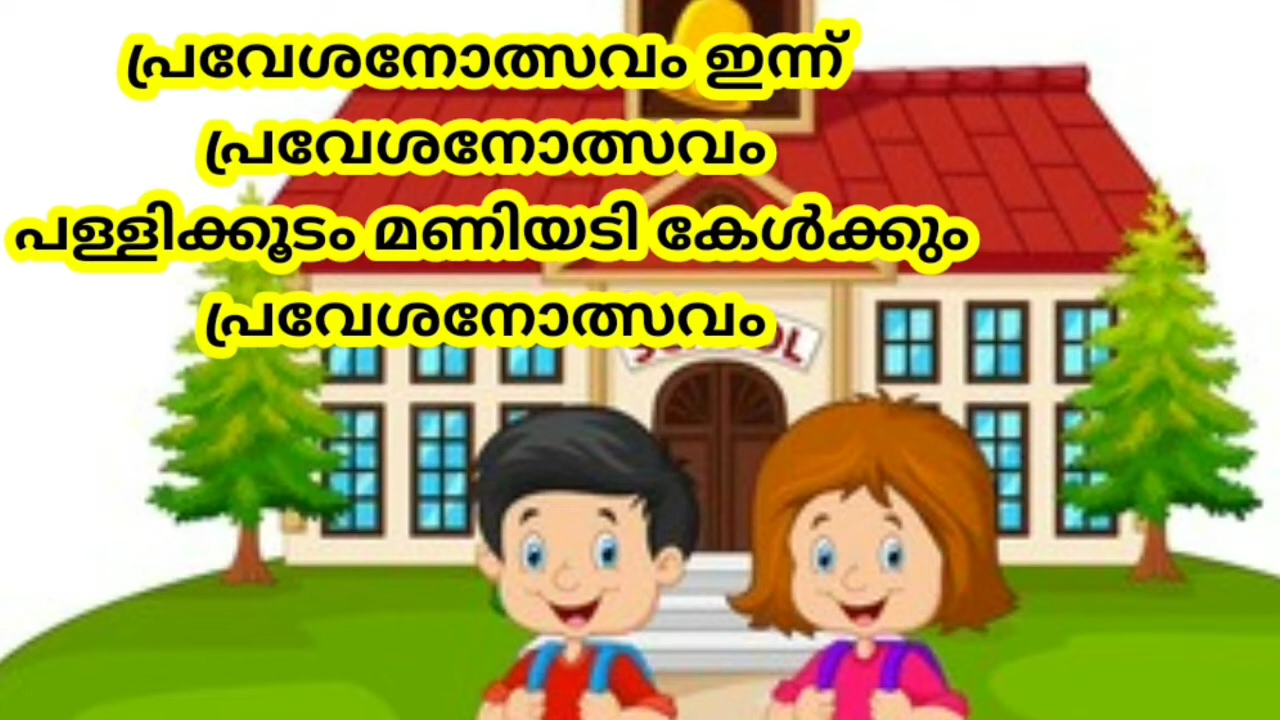 പ്രവേശനോത്സവം ഇന്ന്
പ്രവേശനോത്സവം
പള്ളിക്കൂടം മണിയടി കേൾക്കും
പ്രവേശനോത്സവം